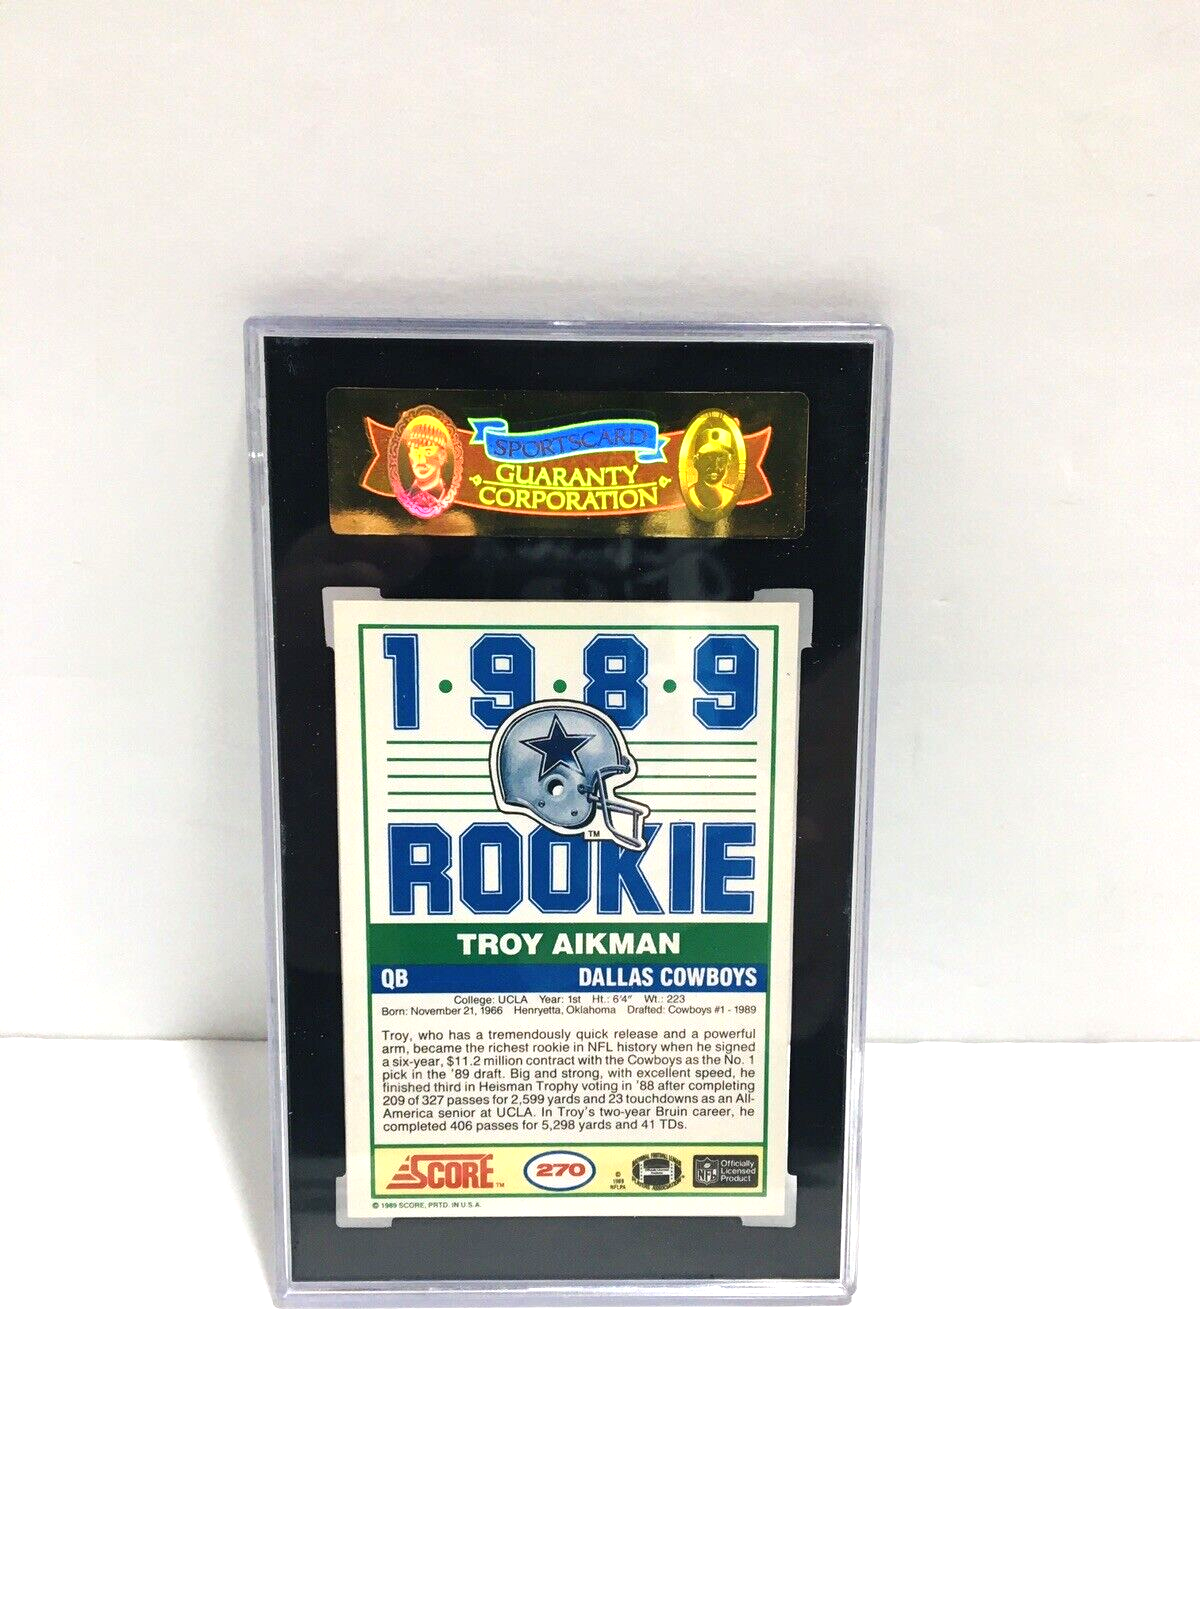 SPORTSCARD
GUARANTY
CORPORATION
1·9·8·9
TM
ROOKIE
TROY AIKMAN
QB DALLAS COWBOYS
College: UCLA Year: 1st Ht.: 6'4" Wt.: 223
Born: November 21, 1966 Henryetta, Oklahoma Drafted: Cowboys #1 - 1989
Troy, who has a tremendously quick release and a powerful
arm, became the richest rookie in NFL history when he signed
a six-year, $11.2 million contract with the Cowboys as the No. 1
pick in the '89 draft. Big and strong, with excellent speed, he
finished third in Heisman Trophy voting in '88 after completing
209 of 327 passes for 2,599 yards and 23 touchdowns as an All-
America senior at UCLA. In Troy's two-year Bruin career, he
completed 406 passes for 5,298 yards and 41 TDs.
SCORE™ 270
©
1989
NFLPA
NFL
Officially
Licensed
Product
© 1989 SCORE, PRTD. IN U.S.A.